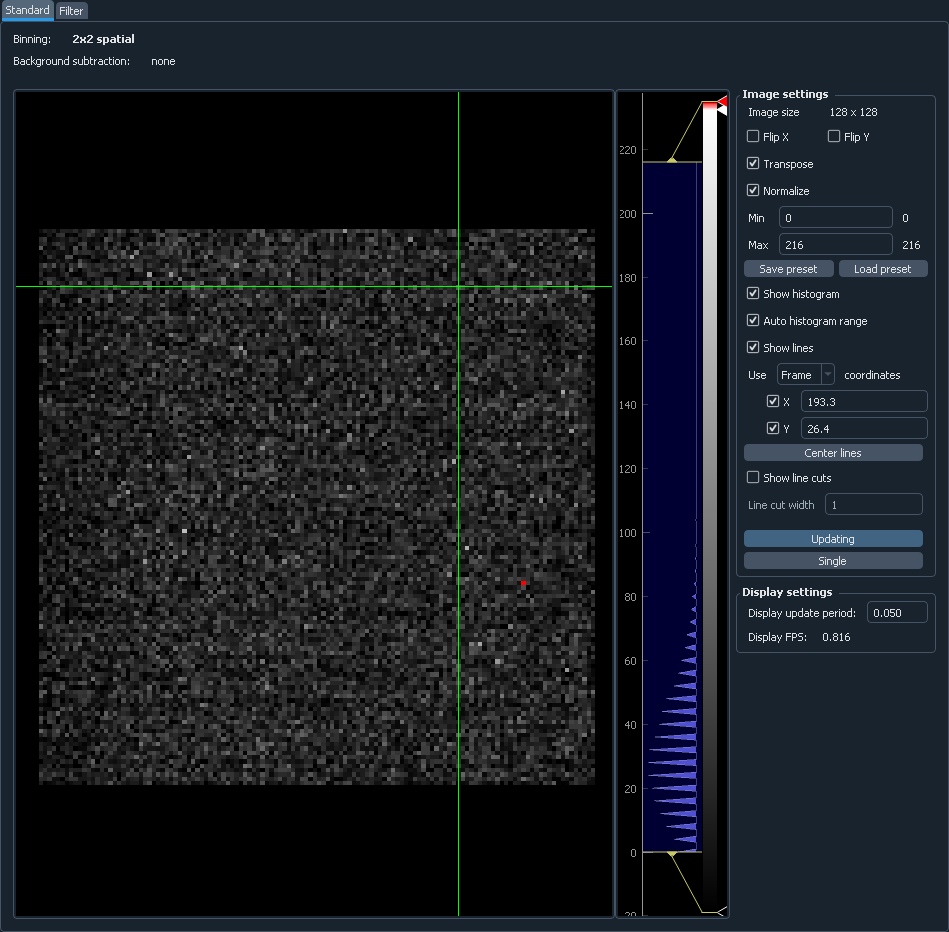 Standard Filter
Binning: 2x2 spatial
Background subtraction: none
220
200
180
160
140
120
100
80
60
40
20
0
20
Image settings
Image size 128 x 128
Flip X Flip Y
Transpose
Normalize
Min 0 0
Max 216 216
Save preset Load preset
Show histogram
Auto histogram range
Show lines
Use Frame coordinates
X 193.3
Y 26.4
Center lines
Show line cuts
Line cut width 1
Updating
Single
Display settings
Display update period: 0.050
Display FPS: 0.816